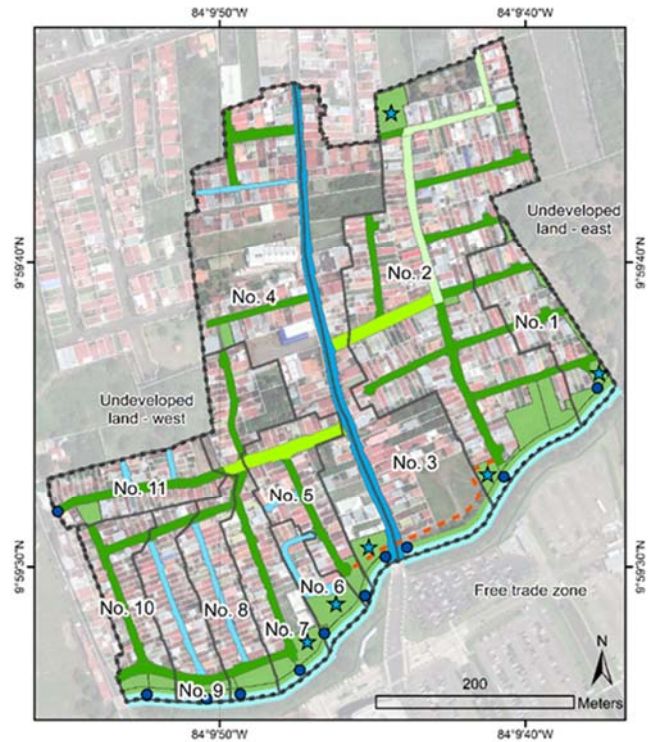 84°9'50"W
84°9'40"W
Undeveloped
land - east
9°59'40"N
9°59'40"N
No. 2
No. 4
No. 1
Undeveloped
land - west
No. 3
No. 11
No. 5
9°59'30"N
9°59'30"N
No. 6
Free trade zone
No. 10
No. 8
No. 7
N
No. 9
200
Meters
84°9'50"W
84°9'40"W